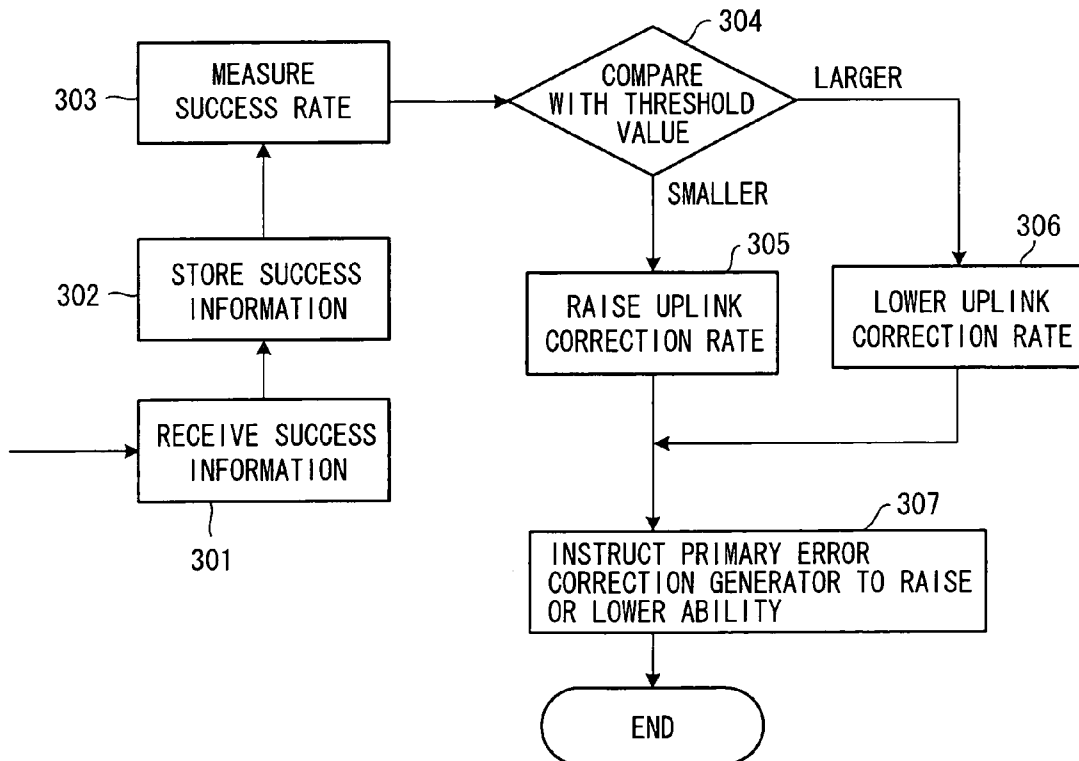 304
MEASURE
SUCCESS RATE
303
COMPARE
WITH THRESHOLD
VALUE
LARGER
SMALLER
STORE SUCCESS
INFORMATION
302
305
RAISE UPLINK
CORRECTION RATE
306
LOWER UPLINK
CORRECTION RATE
RECEIVE SUCCESS
INFORMATION
301
307
INSTRUCT PRIMARY ERROR
CORRECTION GENERATOR TO RAISE
OR LOWER ABILITY
END